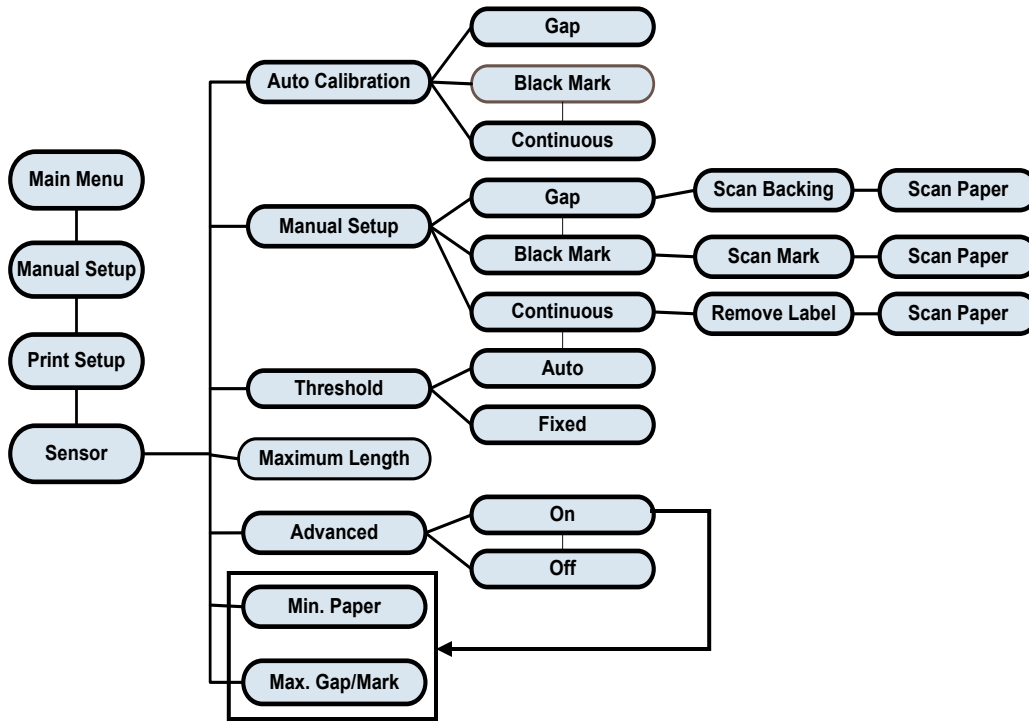 Main Menu
Manual Setup
Print Setup
Sensor
Auto Calibration
Gap
Black Mark
Continuous
Manual Setup
Gap
Scan Backing
Scan Paper
Black Mark
Scan Mark
Scan Paper
Continuous
Remove Label
Scan Paper
Threshold
Auto
Fixed
Maximum Length
Advanced
On
Off
Min. Paper
Max. Gap/Mark